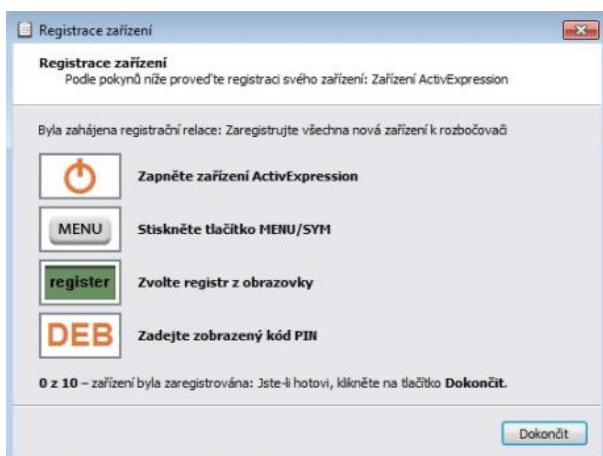 Registrace zařízení
Registrace zařízení
Podle pokynů níže proveďte registraci svého zařízení: Zařízení ActivExpression
Byla zahájena registrační relace: Zaregistrujte všechna nová zařízení k rozbočovači
Zapněte zařízení ActivExpression
MENU Stiskněte tlačítko MENU/SYM
register Zvolte registr z obrazovky
DEB Zadejte zobrazený kód PIN
0 z 10 – zařízení byla zaregistrována: Jste-li hotovi, klikněte na tlačítko Dokončit.
Dokončit